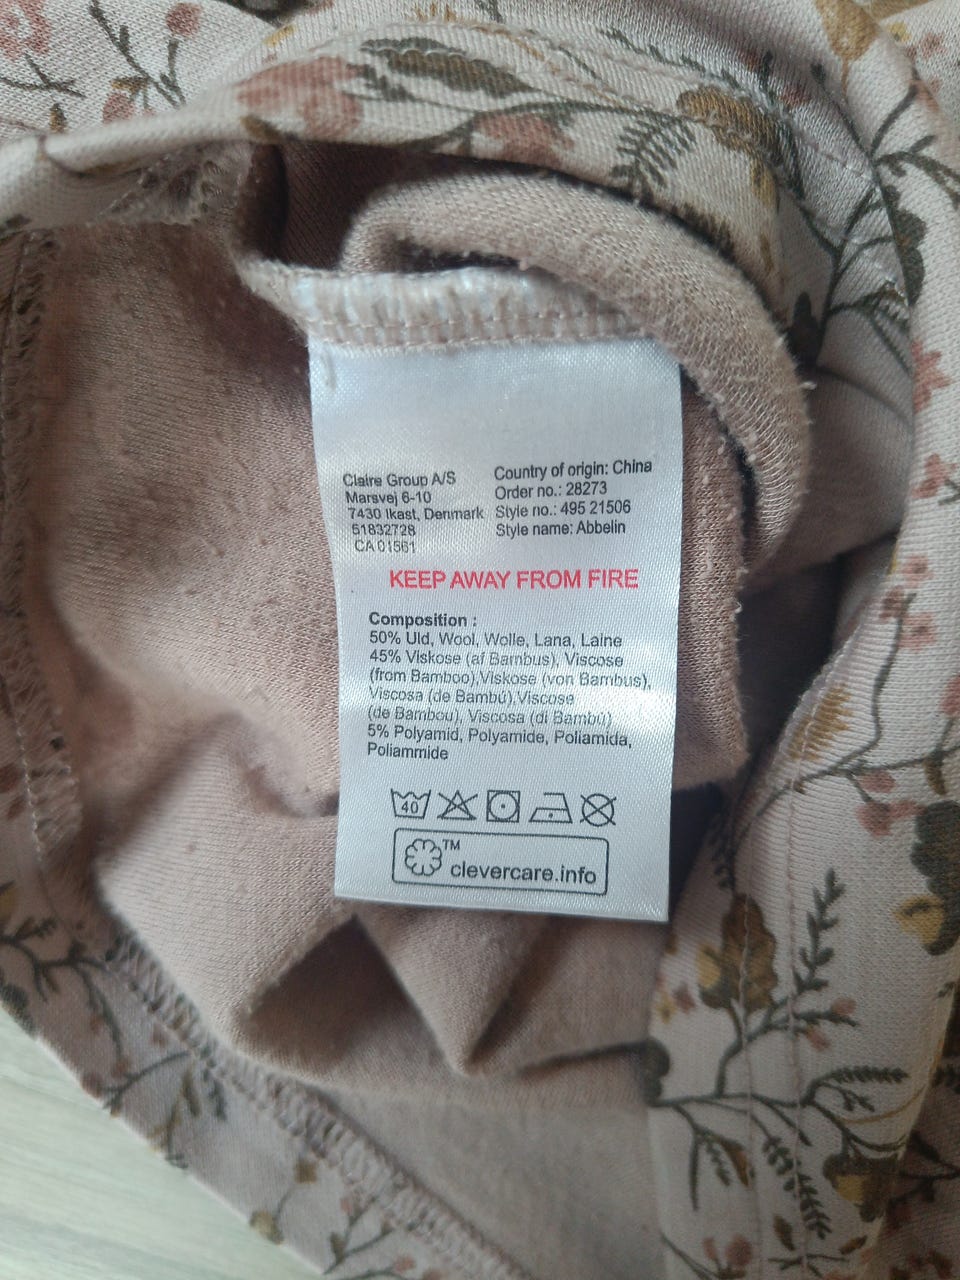 Claire Group A/S
Marsvej 6-10
7430 Ikast, Denmark
51832728
CA 01561
Country of origin: China
Order no.: 28273
Style no.: 495 21506
Style name: Abbelin
KEEP AWAY FROM FIRE
Composition :
50% Uld, Wool, Wolle, Lana, Laine
45% Viskose (af Bambus), Viscose
(from Bamboo),Viskose (von Bambus),
Viscosa (de Bambú),Viscose
(de Bambou), Viscosa (di Bambù)
5% Polyamid, Polyamide, Poliamida,
Poliammide
40
TM
clevercare.info